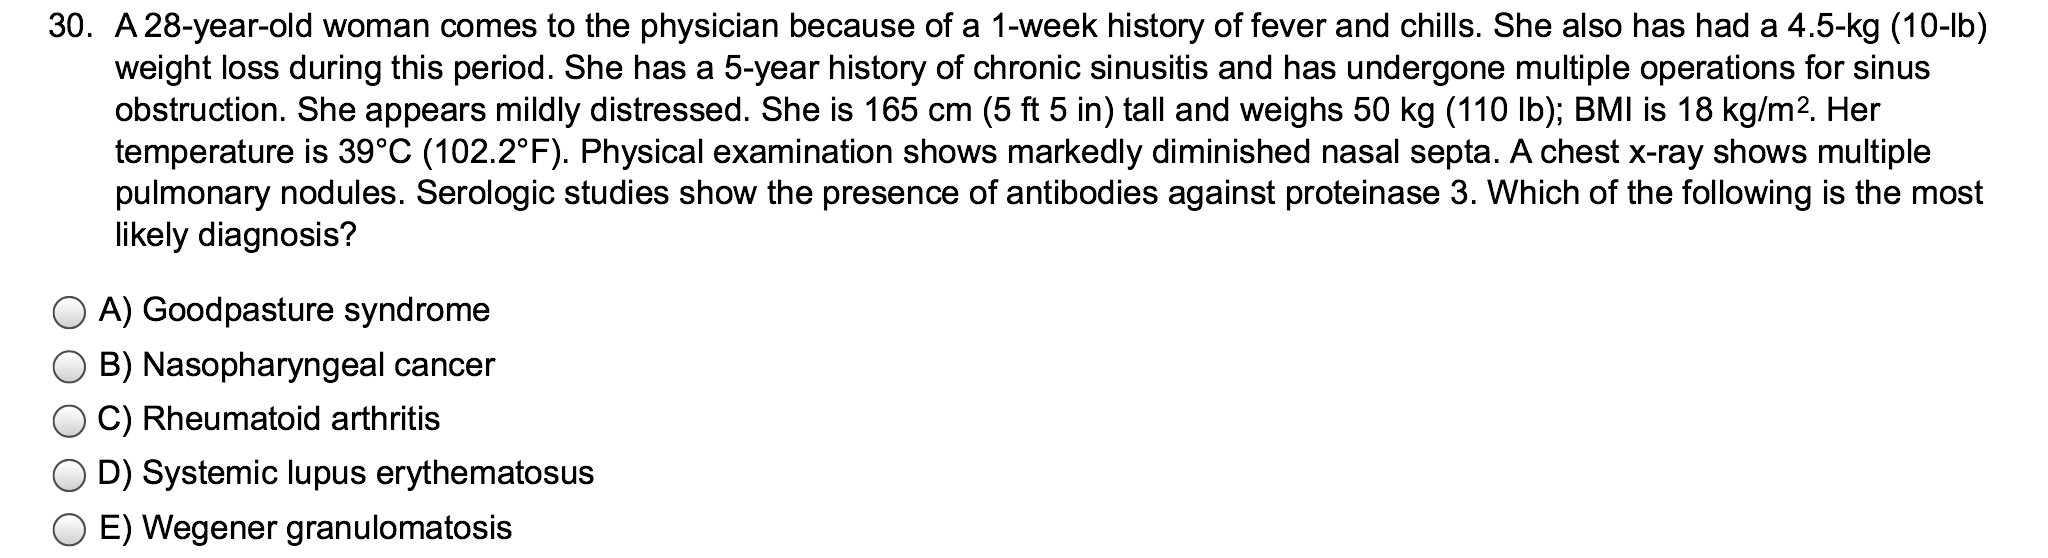 30. A 28-year-old woman comes to the physician because of a 1-week history of fever and chills. She also has had a 4.5-kg (10-lb)
weight loss during this period. She has a 5-year history of chronic sinusitis and has undergone multiple operations for sinus
obstruction. She appears mildly distressed. She is 165 cm (5 ft 5 in) tall and weighs 50 kg (110 lb); BMI is 18 kg/m2. Her
temperature is 39°C (102.2°F). Physical examination shows markedly diminished nasal septa. A chest x-ray shows multiple
pulmonary nodules. Serologic studies show the presence of antibodies against proteinase 3. Which of the following is the most
likely diagnosis?
A) Goodpasture syndrome
B) Nasopharyngeal cancer
C) Rheumatoid arthritis
D) Systemic lupus erythematosus
E) Wegener granulomatosis